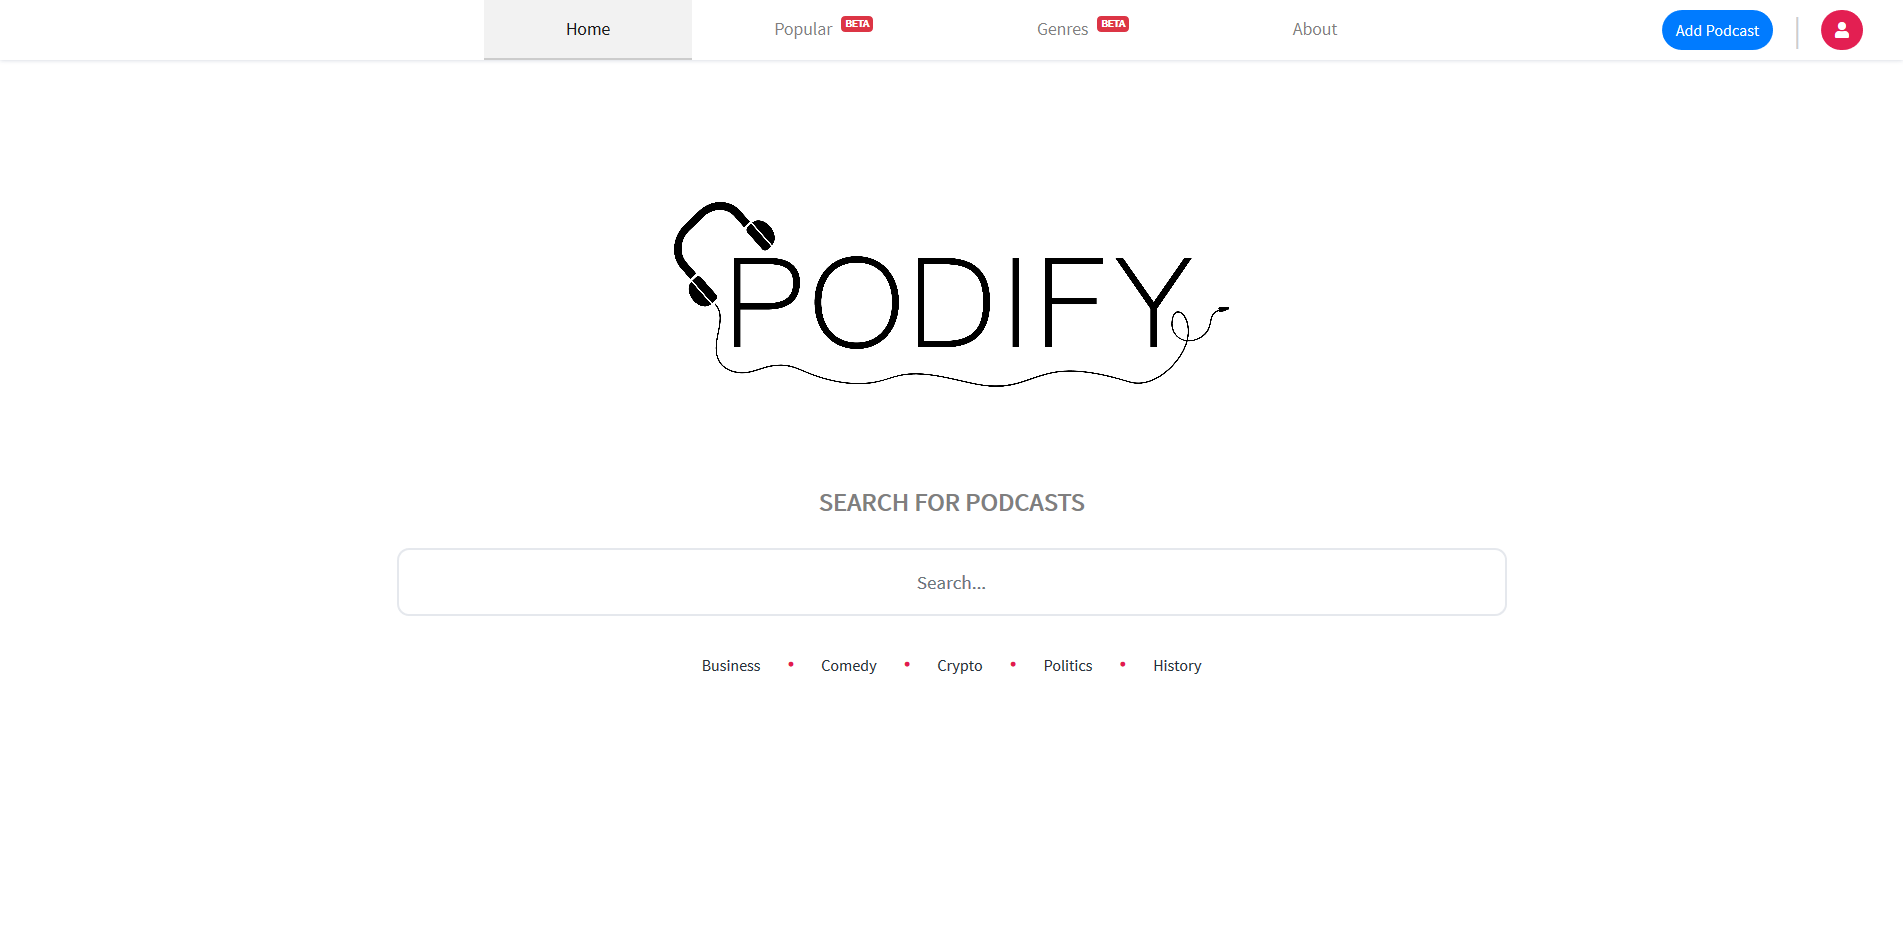 Home Popular BETA Genres BETA About Add Podcast
PODIFY
SEARCH FOR PODCASTS
Search...
Business • Comedy • Crypto • Politics • History